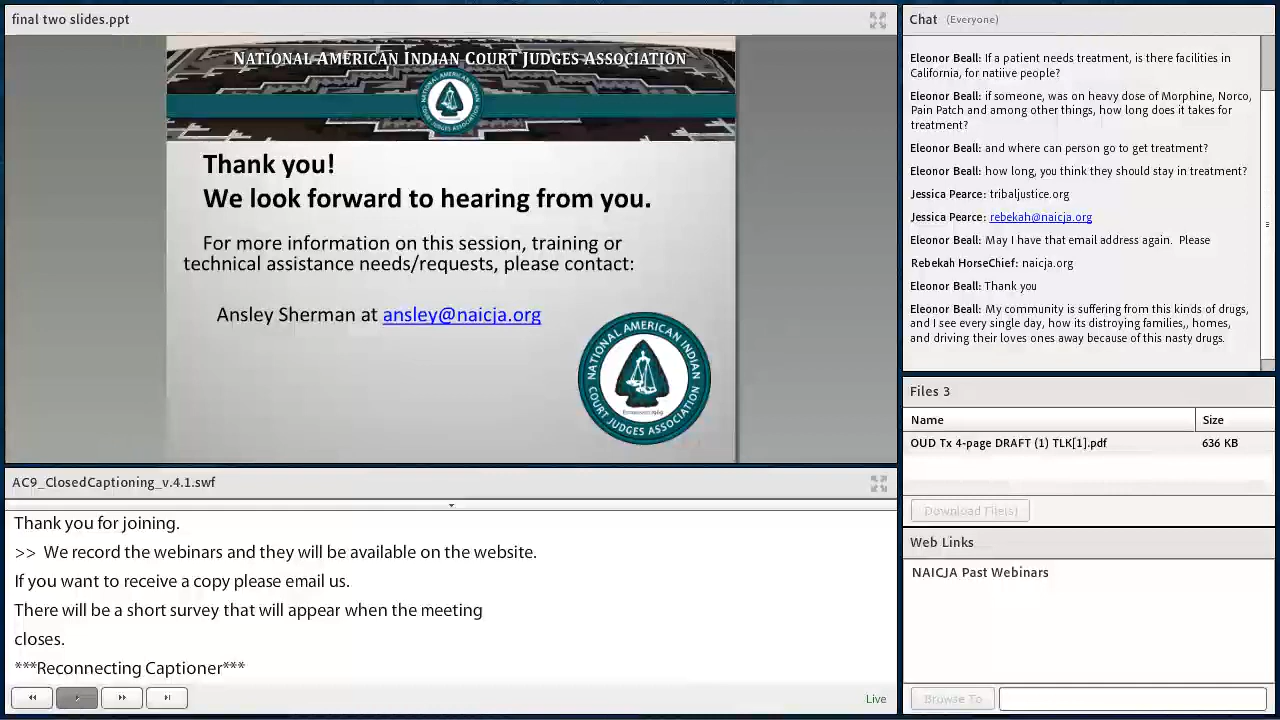 final two slides.ppt
NATIONAL AMERICAN INDIAN COURT JUDGES ASSOCIATION
NATIONAL AMERICAN INDIAN COURT JUDGES ASSOCIATION
Thank you!
We look forward to hearing from you.
For more information on this session, training or
technical assistance needs/requests, please contact:
Ansley Sherman at ansley@naicja.org
NATIONAL AMERICAN INDIAN COURT JUDGES ASSOCIATION
Established 1969
AC9_ClosedCaptioning_v.4.1.swf
Thank you for joining.
>> We record the webinars and they will be available on the website.
If you want to receive a copy please email us.
There will be a short survey that will appear when the meeting
closes.
***Reconnecting Captioner***
Live
Chat (Everyone)
Eleonor Beall: If a patient needs treatment, is there facilties in
California, for natiive people?
Eleonor Beall: if someone, was on heavy dose of Morphine, Norco,
Pain Patch and among other things, how long does it takes for
treatment?
Eleonor Beall: and where can person go to get treatment?
Eleonor Beall: how long, you think they should stay in treatment?
Jessica Pearce: tribaljustice.org
Jessica Pearce: rebekah@naicja.org
Eleonor Beall: May I have that email address again. Please
Rebekah HorseChief: naicja.org
Eleonor Beall: Thank you
Eleonor Beall: My community is suffering from this kinds of drugs,
and I see every single day, how its distroying families,, homes,
and driving their loves ones away because of this nasty drugs.
Files 3
Name Size
OUD Tx 4-page DRAFT (1) TLK[1].pdf 636 KB
Download File(s)
Web Links
NAICJA Past Webinars
Browse To